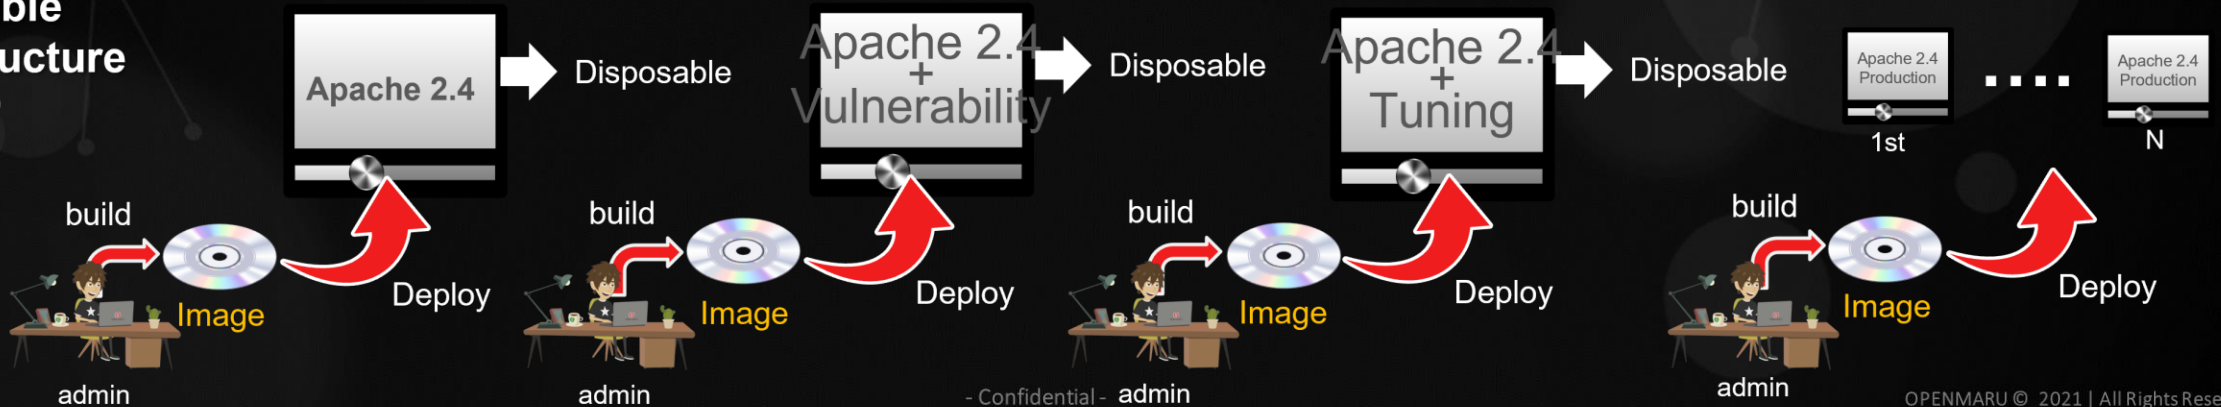 ble
ucture
Apache 2.4
Disposable
build
Image
Deploy
admin
Apache 2.4
+
Vulnerability
Disposable
build
Image
Deploy
admin
Apache 2.4
+
Tuning
Disposable
build
Image
Deploy
admin
Apache 2.4
Production
1st
....
Apache 2.4
Production
N
build
Image
Deploy
admin
- Confidential -
OPENMARU © 2021 | All Rights Rese